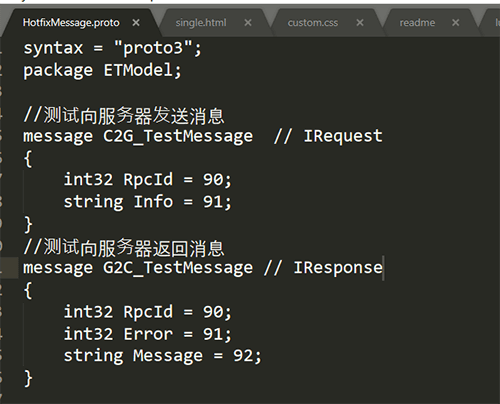 HotfixMessage.proto × single.html × custom.css × readme ×
syntax = "proto3";
package ETModel;
//测试向服务器发送消息
message C2G_TestMessage  // IRequest
{
    int32 RpcId = 90;
    string Info = 91;
}
//测试向服务器返回消息
message G2C_TestMessage // IResponse
{
    int32 RpcId = 90;
    int32 Error = 91;
    string Message = 92;
}